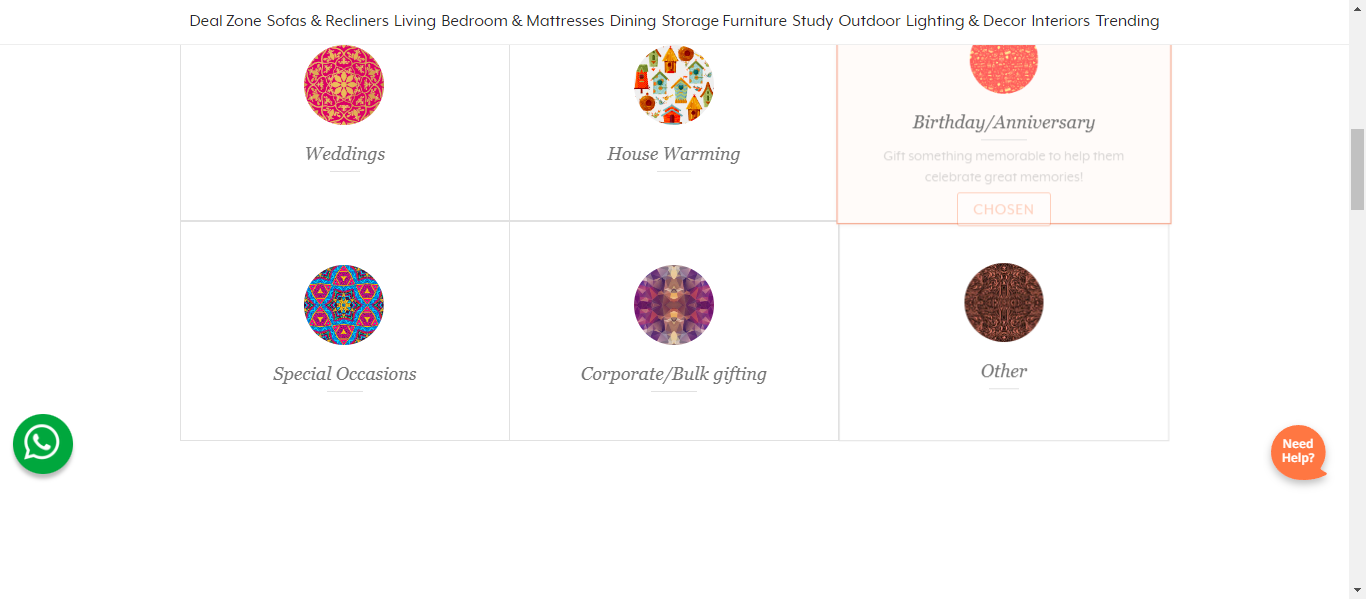 Deal Zone Sofas & Recliners Living Bedroom & Mattresses Dining Storage Furniture Study Outdoor Lighting & Decor Interiors Trending
Weddings
House Warming
Birthday/Anniversary
Gift something memorable to help them
celebrate great memories!
CHOSEN
Special Occasions
Corporate/Bulk gifting
Other
Need
Help?